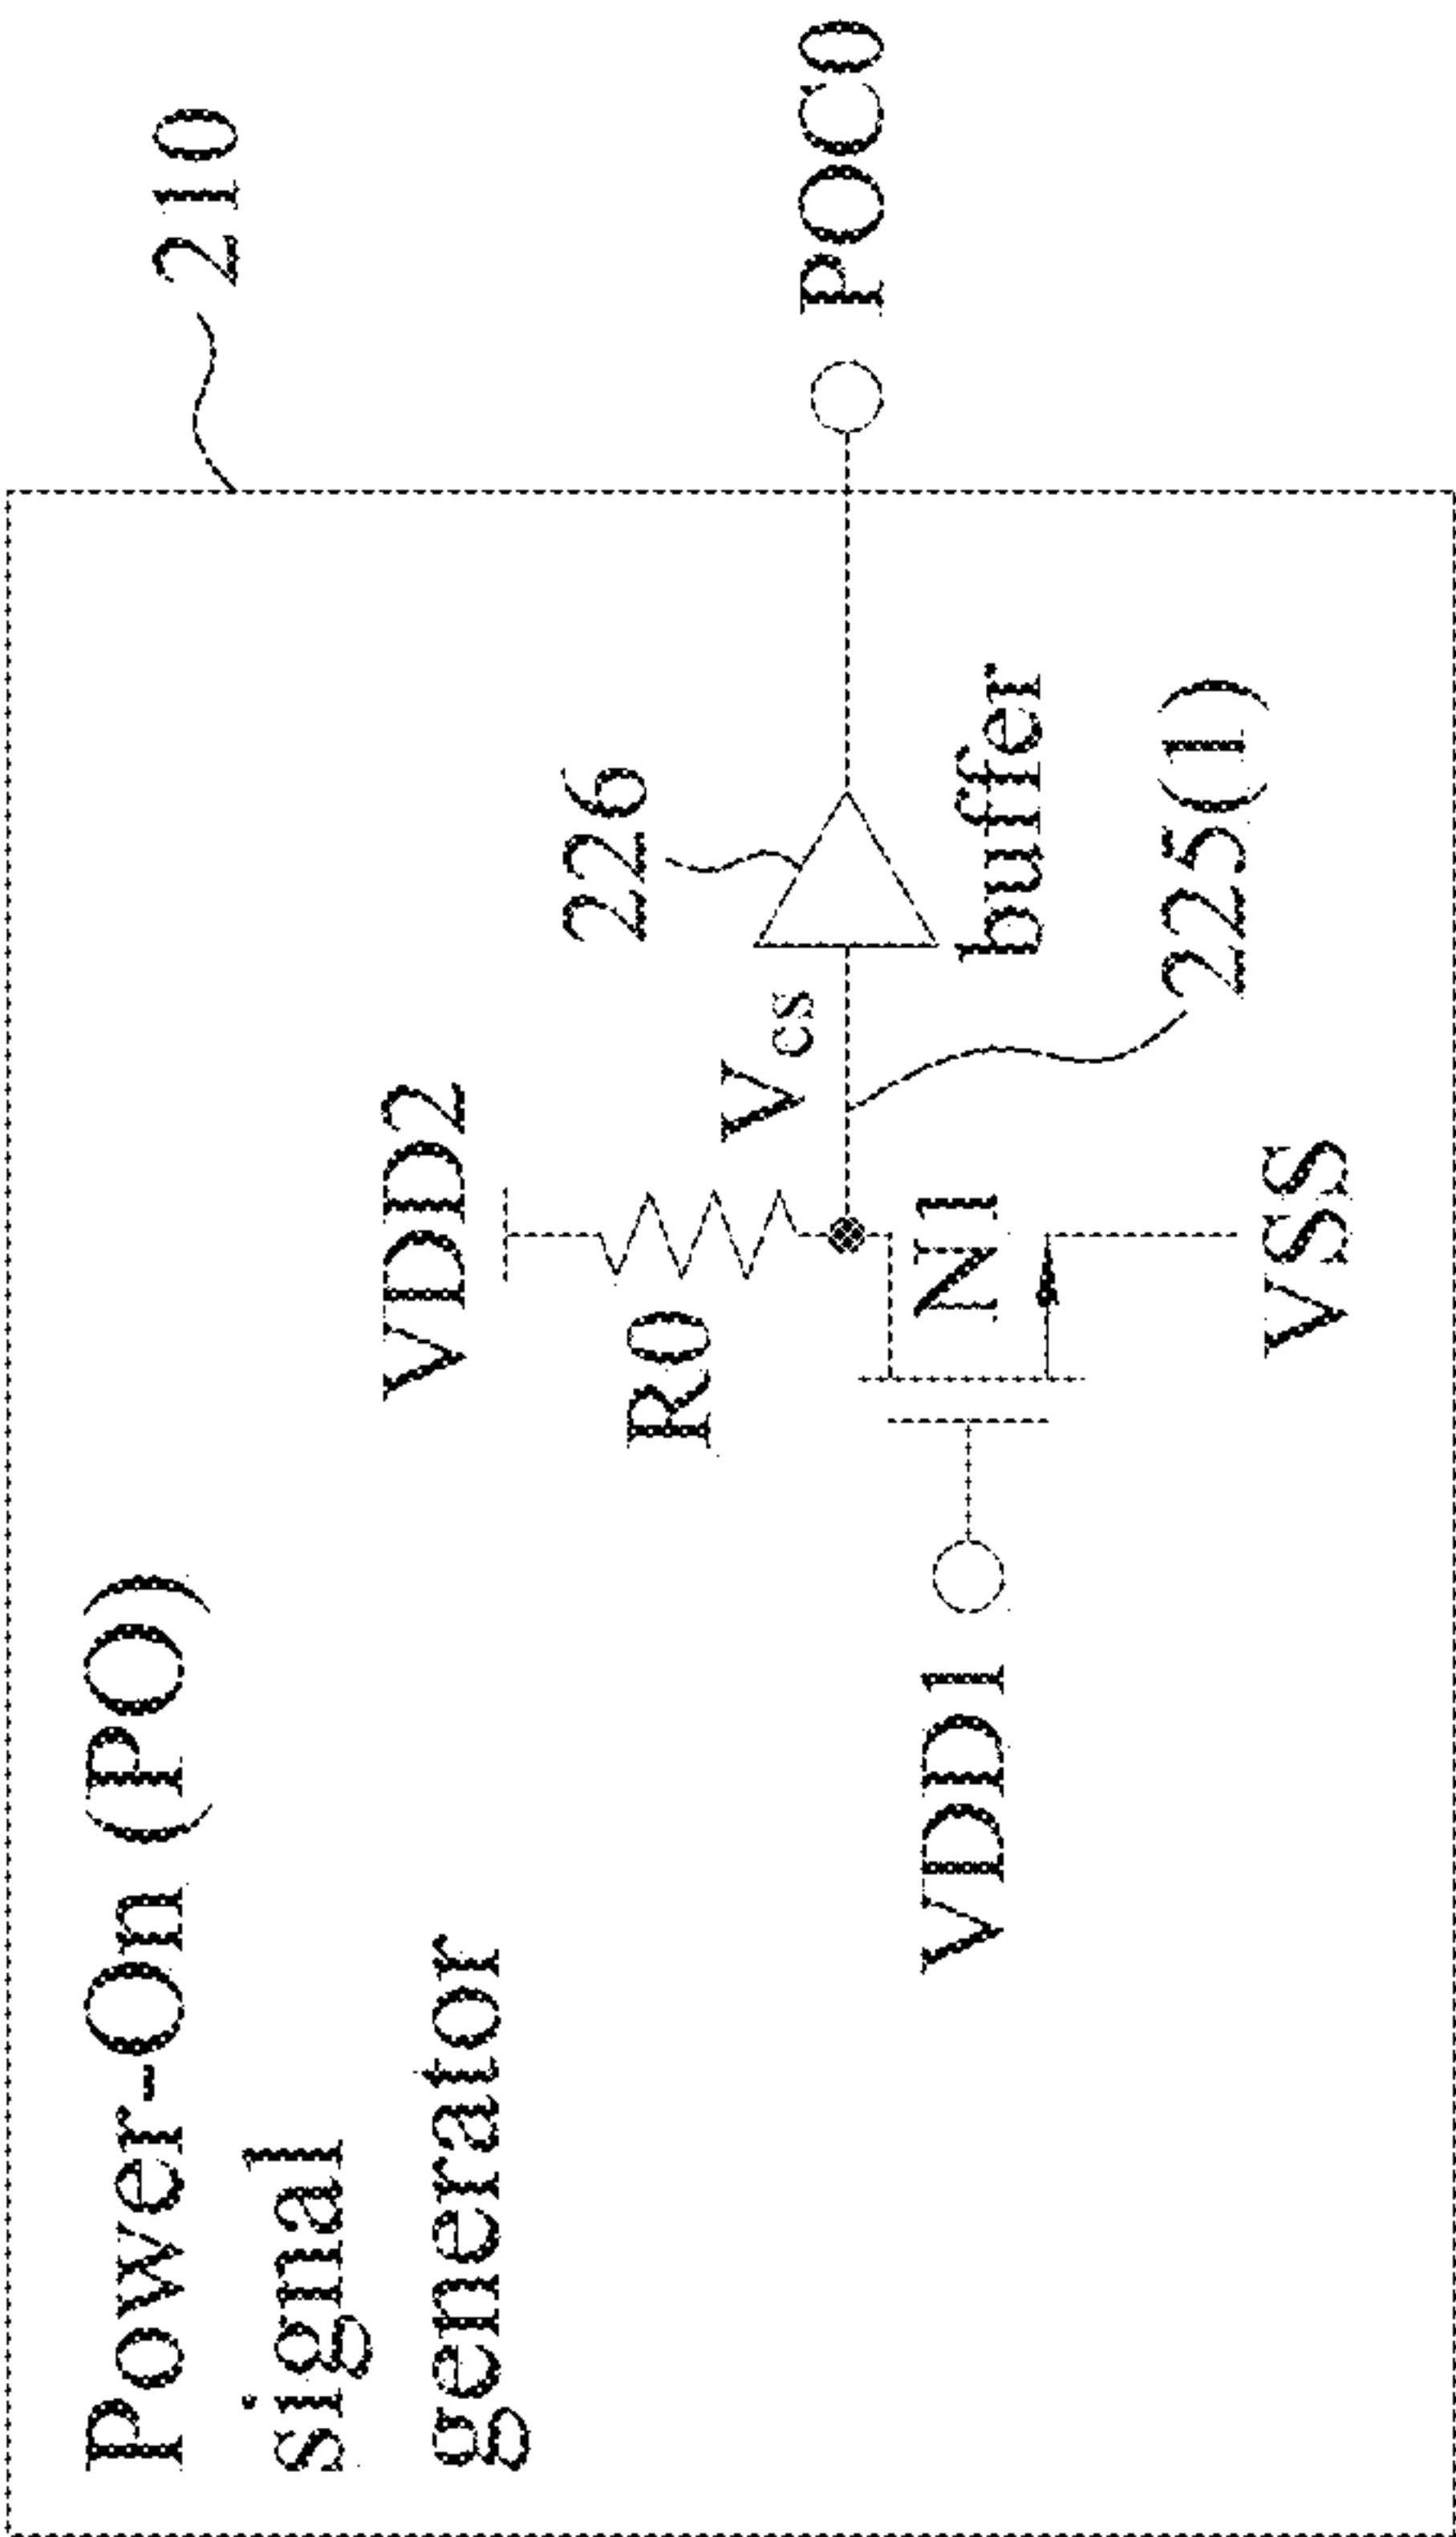 Power-On (PO)
signal
generator
210
VDD2
R0
226
Vcs
POC0
VDD1
N1
buffer
225(1)
VSS